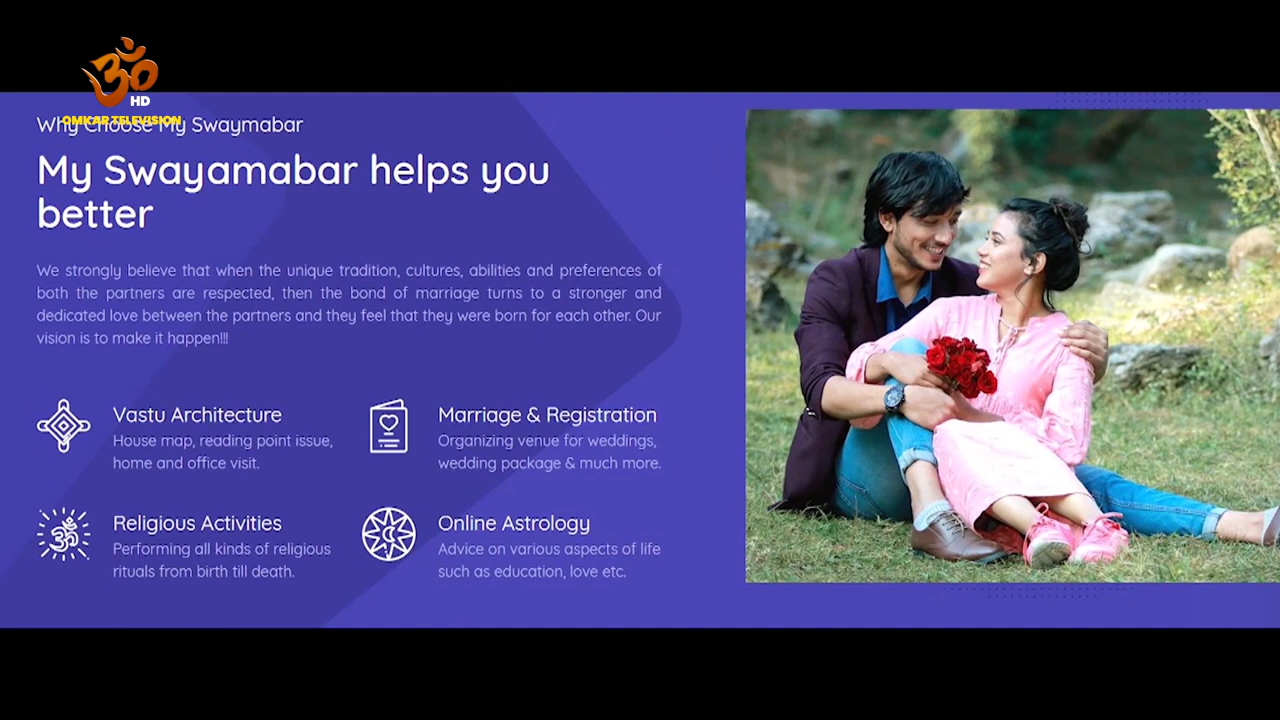 ॐ
HD
OMKAR TELEVISION
Why Choose My Swaymabar
My Swayamabar helps you
better
We strongly believe that when the unique tradition, cultures, abilities and preferences of
both the partners are respected, then the bond of marriage turns to a stronger and
dedicated love between the partners and they feel that they were born for each other. Our
vision is to make it happen!!!
Vastu Architecture
House map, reading point issue,
home and office visit.
Marriage & Registration
Organizing venue for weddings,
wedding package & much more.
Religious Activities
Performing all kinds of religious
rituals from birth till death.
Online Astrology
Advice on various aspects of life
such as education, love etc.